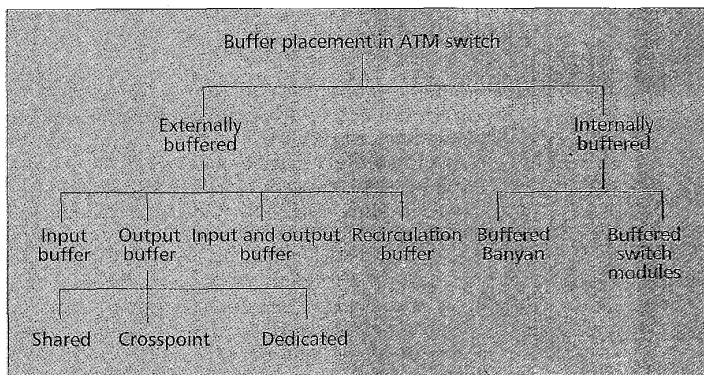 Buffer placement in ATM switch
Externally
buffered
Internally
buffered
Input
buffer
Output
buffer
Input and output
buffer
Recirculation
buffer
Buffered
Banyan
Buffered
switch
modules
Shared
Crosspoint
Dedicated